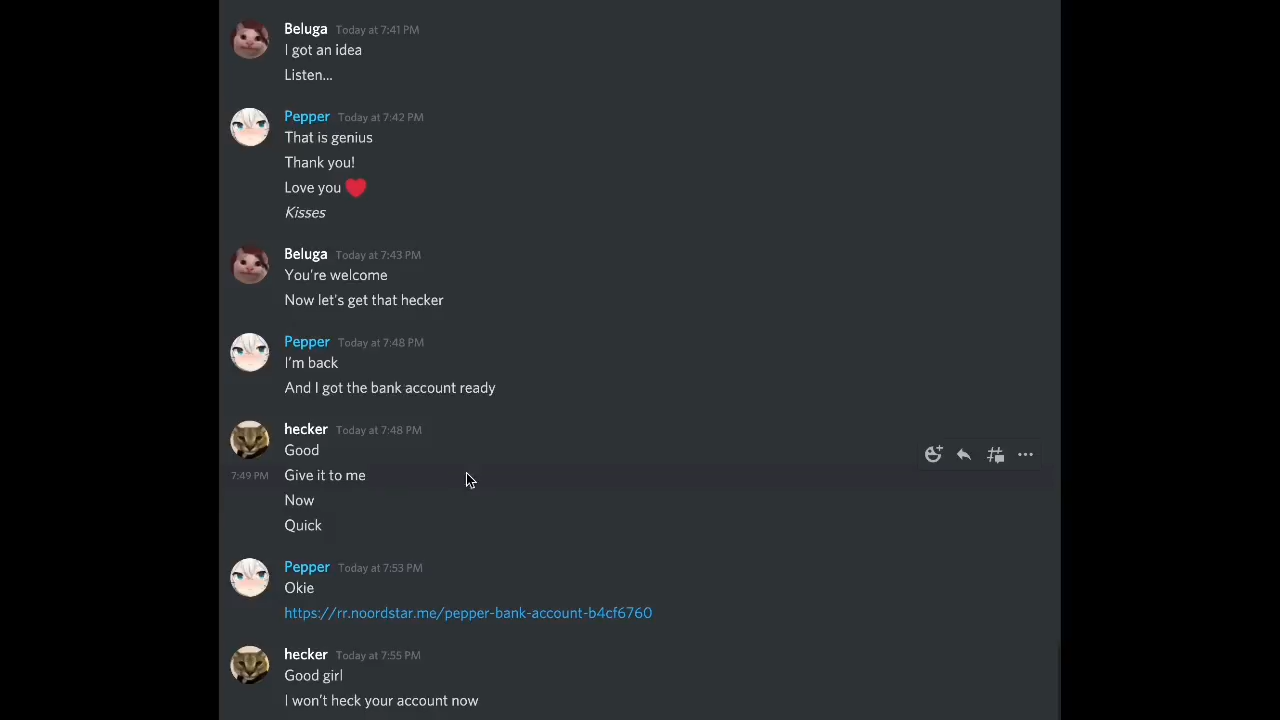 Beluga Today at 7:41 PM
I got an idea
Listen...
Pepper Today at 7:42 PM
That is genius
Thank you!
Love you ❤
Kisses
Beluga Today at 7:43 PM
You're welcome
Now let's get that hecker
Pepper Today at 7:48 PM
I'm back
And I got the bank account ready
hecker Today at 7:48 PM
Good
7:49 PM Give it to me
Now
Quick
Pepper Today at 7:53 PM
Okie
https://rr.noordstar.me/pepper-bank-account-b4cf6760
hecker Today at 7:55 PM
Good girl
I won't heck your account now